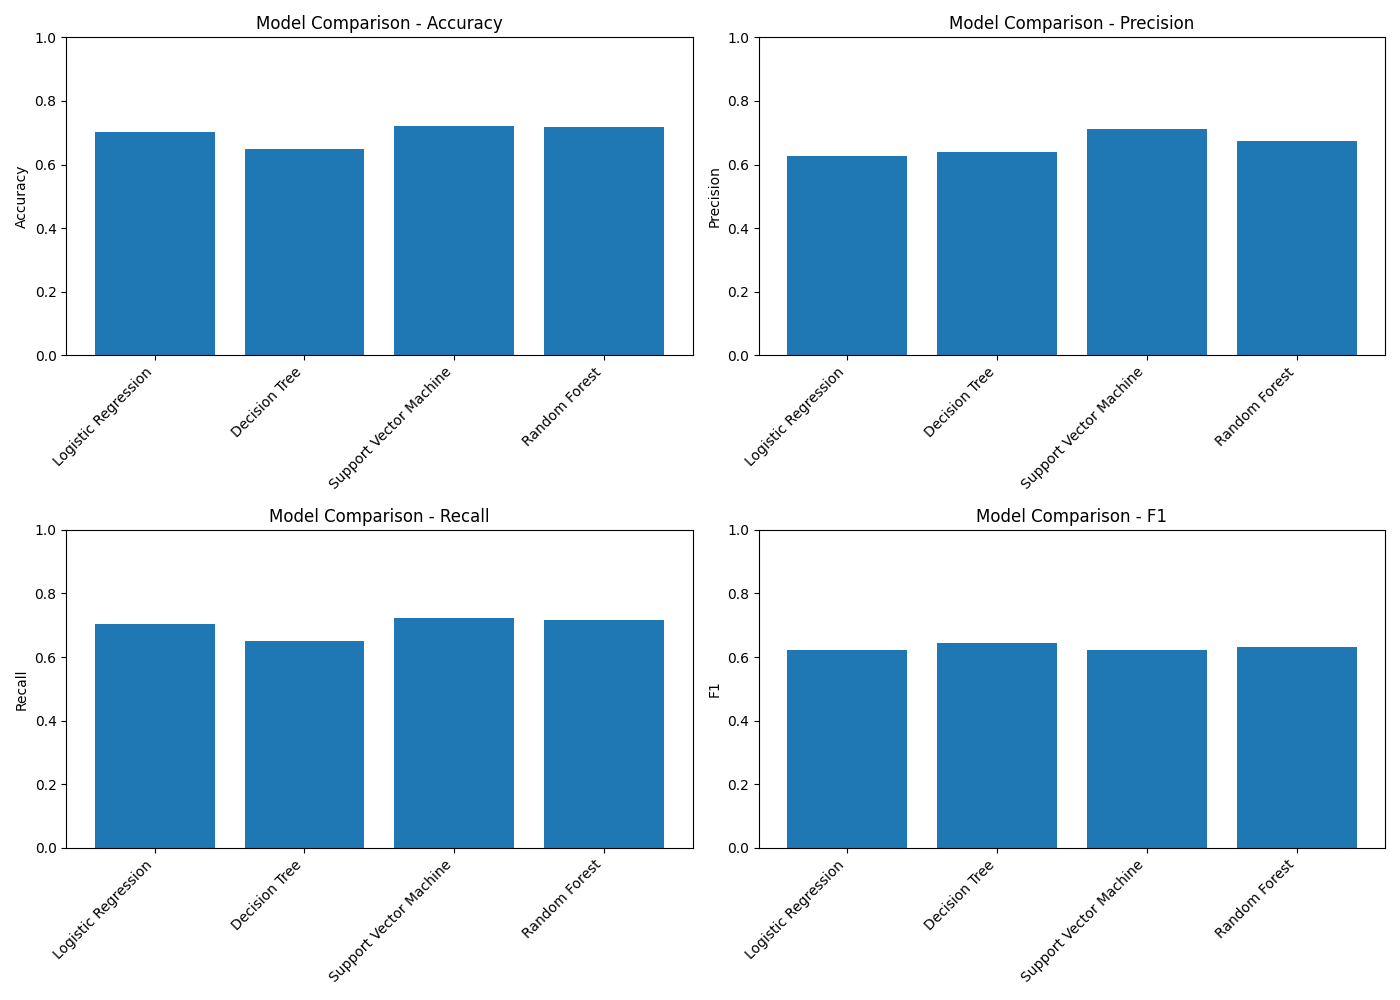 Model Comparison - Accuracy
1.0
0.8
0.6
0.4
0.2
0.0
Accuracy
Logistic Regression
Decision Tree
Support Vector Machine
Random Forest
Model Comparison - Precision
1.0
0.8
0.6
0.4
0.2
0.0
Precision
Logistic Regression
Decision Tree
Support Vector Machine
Random Forest
Model Comparison - Recall
1.0
0.8
0.6
0.4
0.2
0.0
Recall
Logistic Regression
Decision Tree
Support Vector Machine
Random Forest
Model Comparison - F1
1.0
0.8
0.6
0.4
0.2
0.0
F1
Logistic Regression
Decision Tree
Support Vector Machine
Random Forest